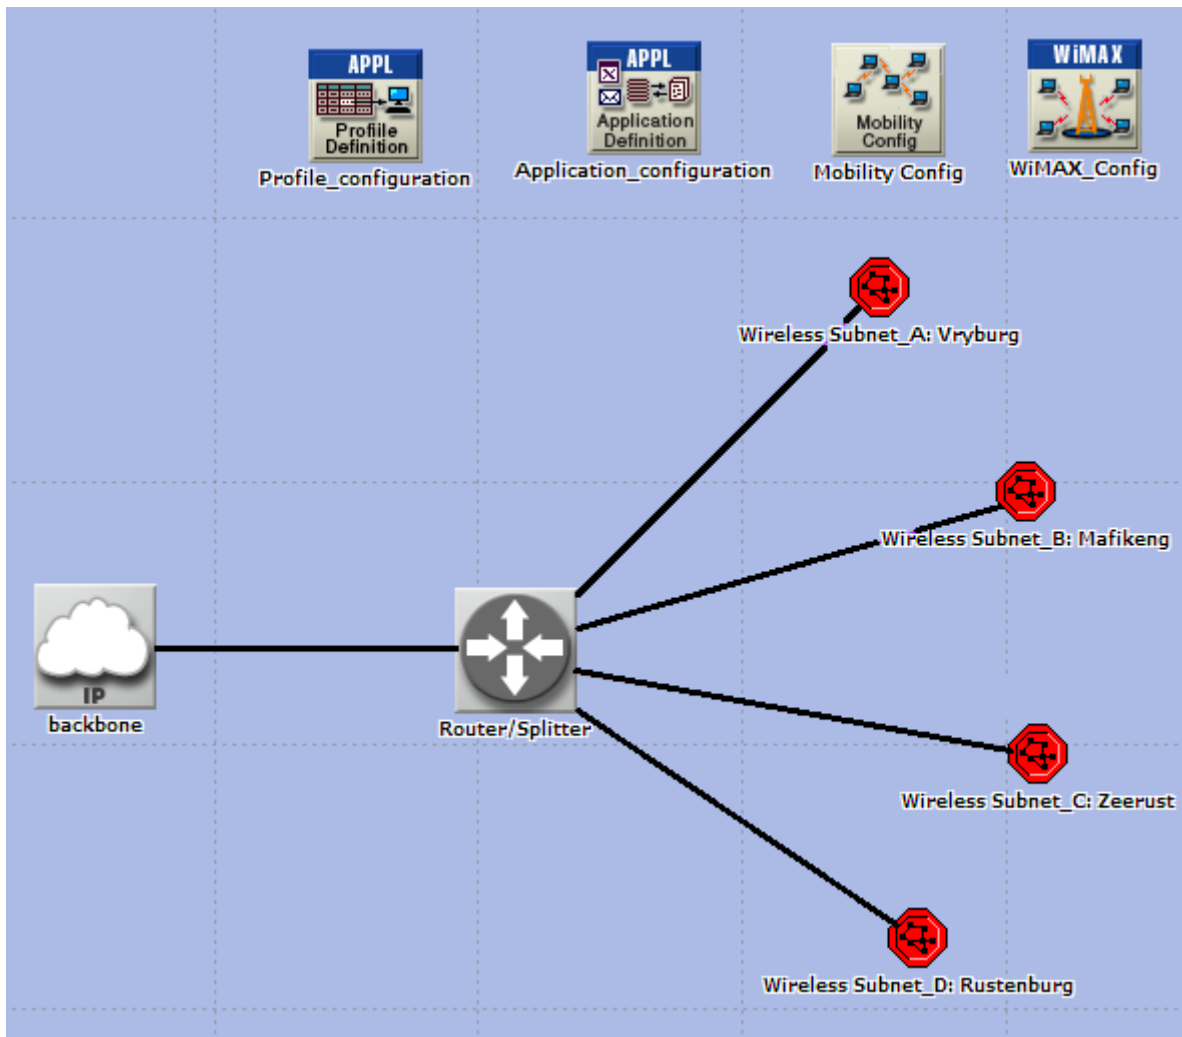 APPL
Profiile
Definition
Profile_configuration
APPL
Application
Definition
Application_configuration
Mobility
Config
Mobility Config
WiMAX
WiMAX_Config
Wireless Subnet_A: Vryburg
Wireless Subnet_B: Mafikeng
IP
backbone
Router/Splitter
Wireless Subnet_C: Zeerust
Wireless Subnet_D: Rustenburg